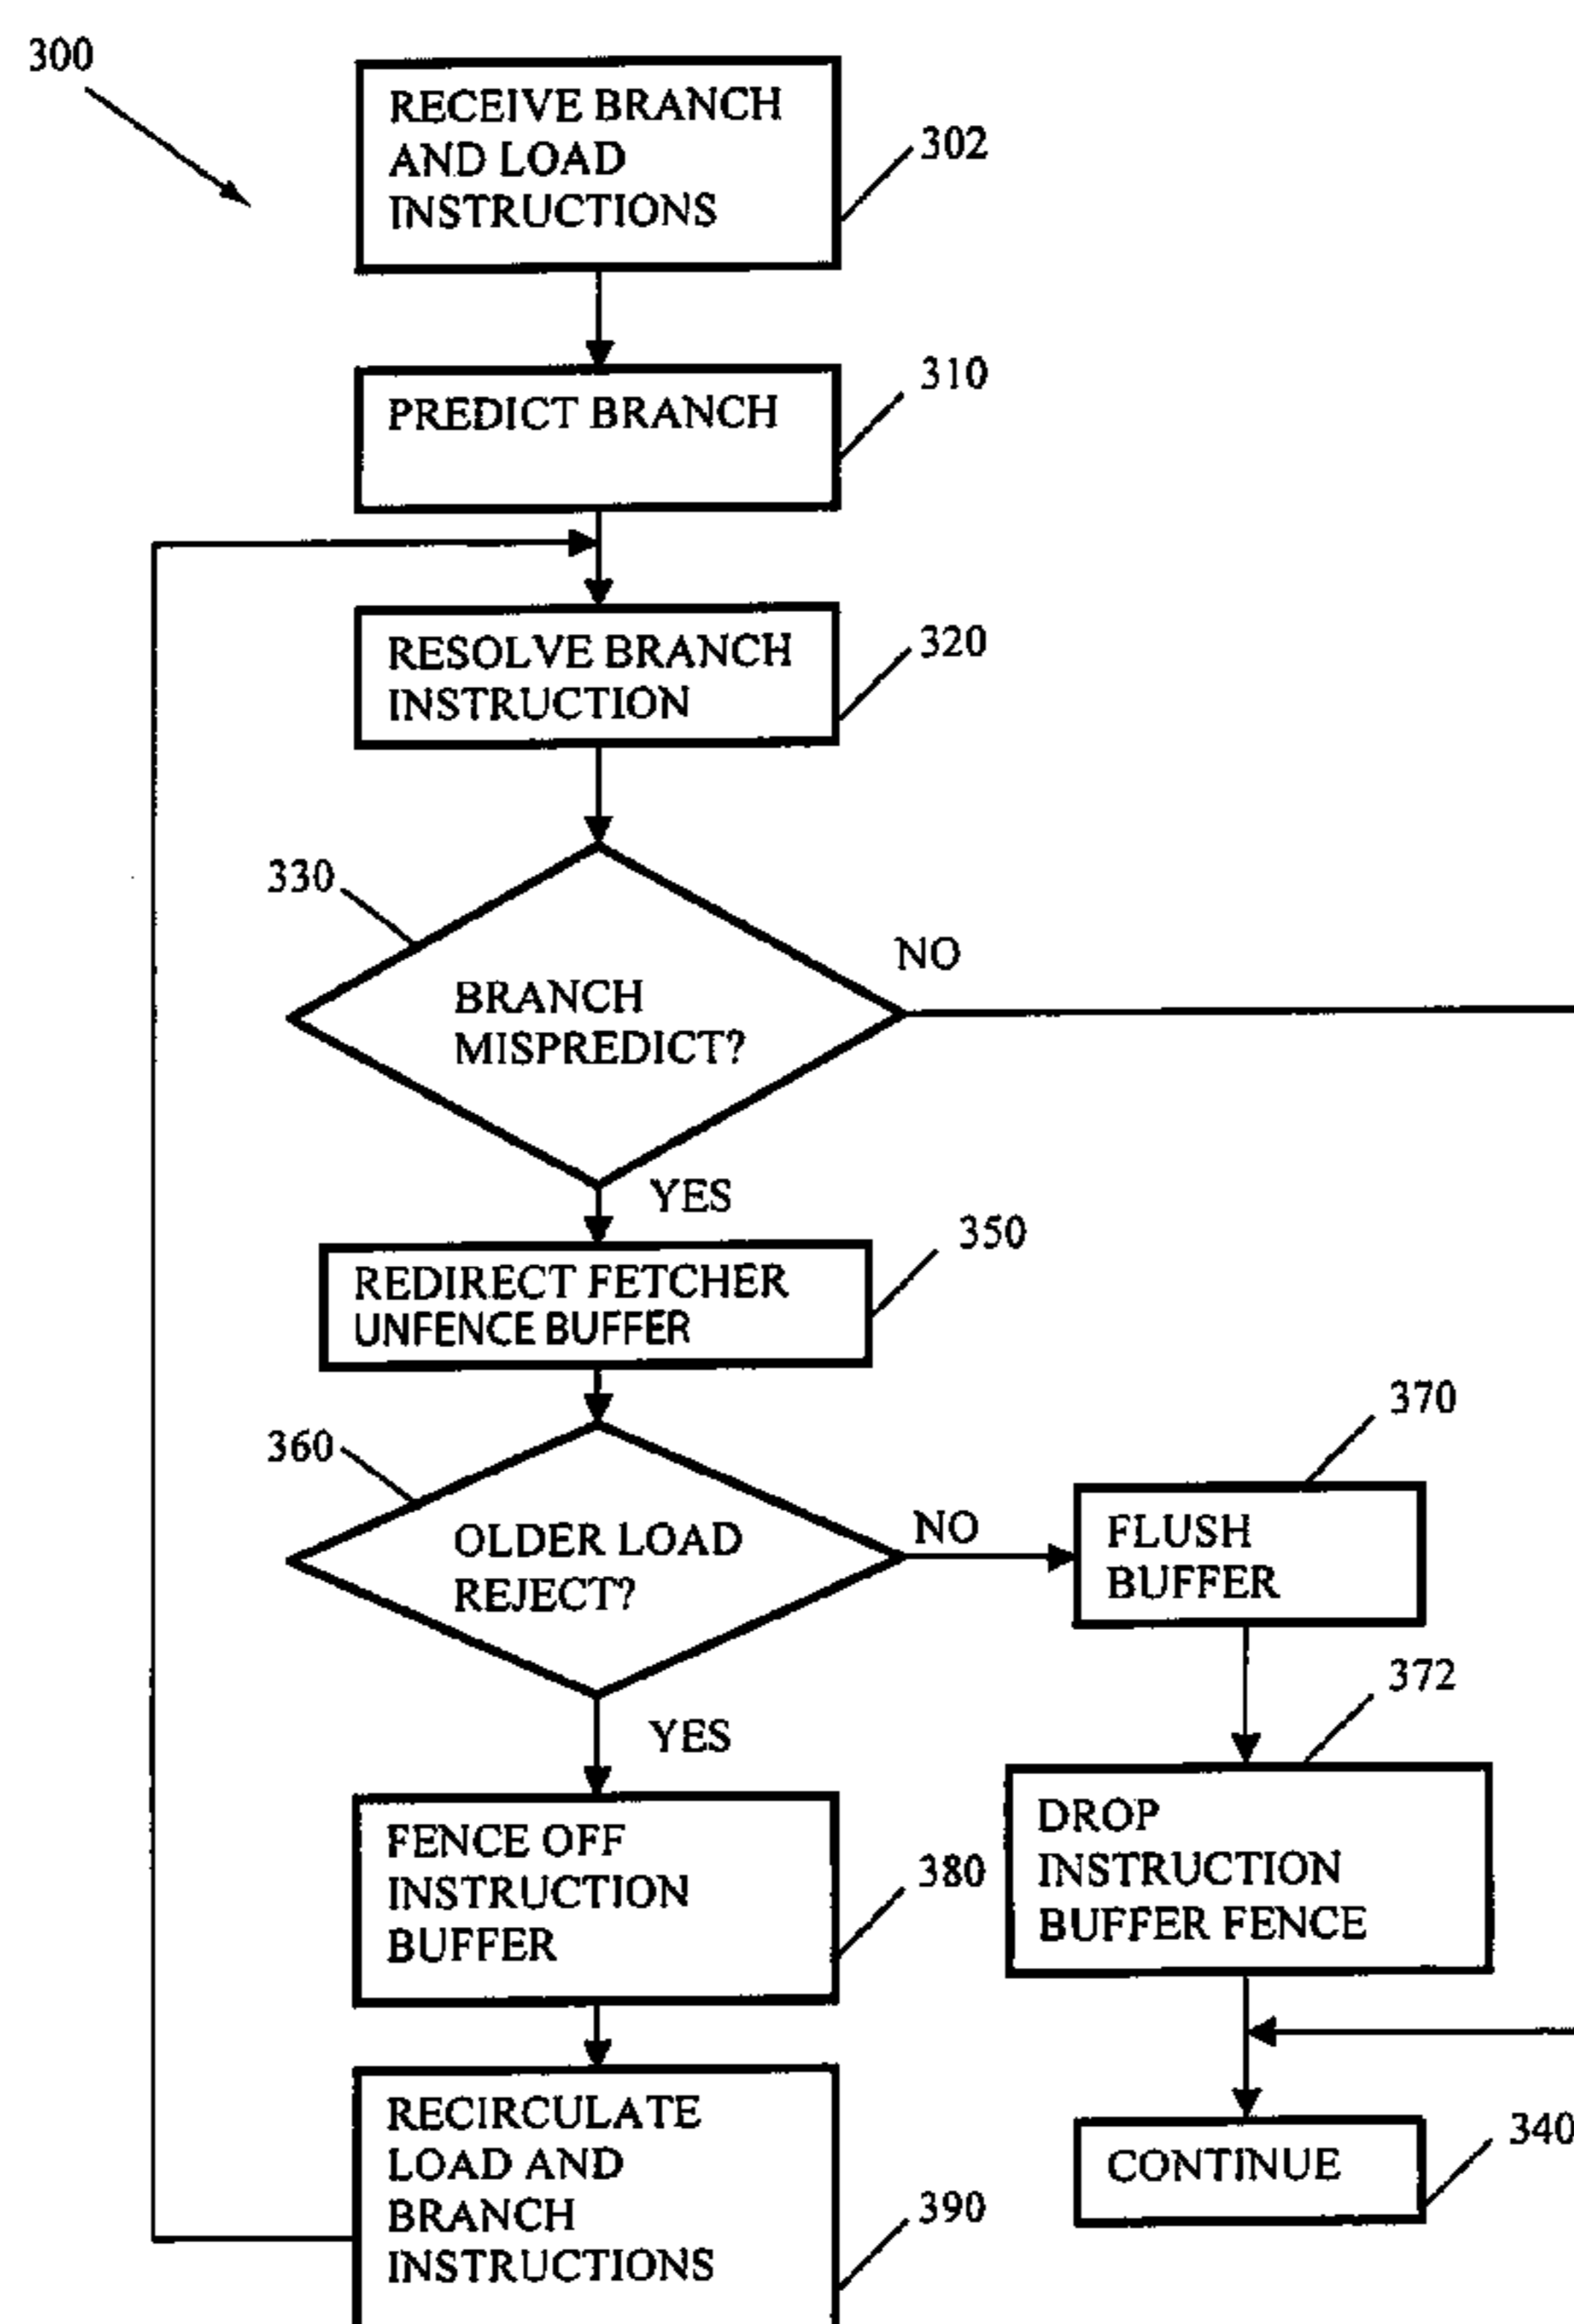 300
RECEIVE BRANCH
AND LOAD
INSTRUCTIONS
302
PREDICT BRANCH
310
RESOLVE BRANCH
INSTRUCTION
320
330
BRANCH
MISPREDICT?
NO
YES
REDIRECT FETCHER
UNFENCE BUFFER
350
360
OLDER LOAD
REJECT?
NO
370
FLUSH
BUFFER
372
DROP
INSTRUCTION
BUFFER FENCE
YES
FENCE OFF
INSTRUCTION
BUFFER
380
RECIRCULATE
LOAD AND
BRANCH
INSTRUCTIONS
390
CONTINUE
340